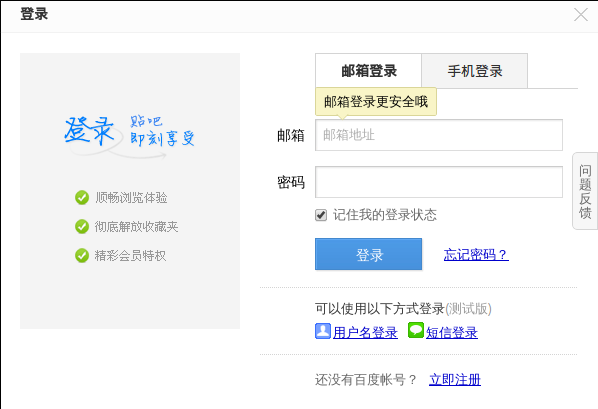 登录
登录 贴吧
即刻享受
顺畅浏览体验
彻底解放收藏夹
精彩会员特权
邮箱登录 手机登录
邮箱登录更安全哦
邮箱 邮箱地址
密码
记住我的登录状态
登录 忘记密码？
可以使用以下方式登录(测试版)
用户名登录 短信登录
还没有百度帐号？ 立即注册
问题反馈